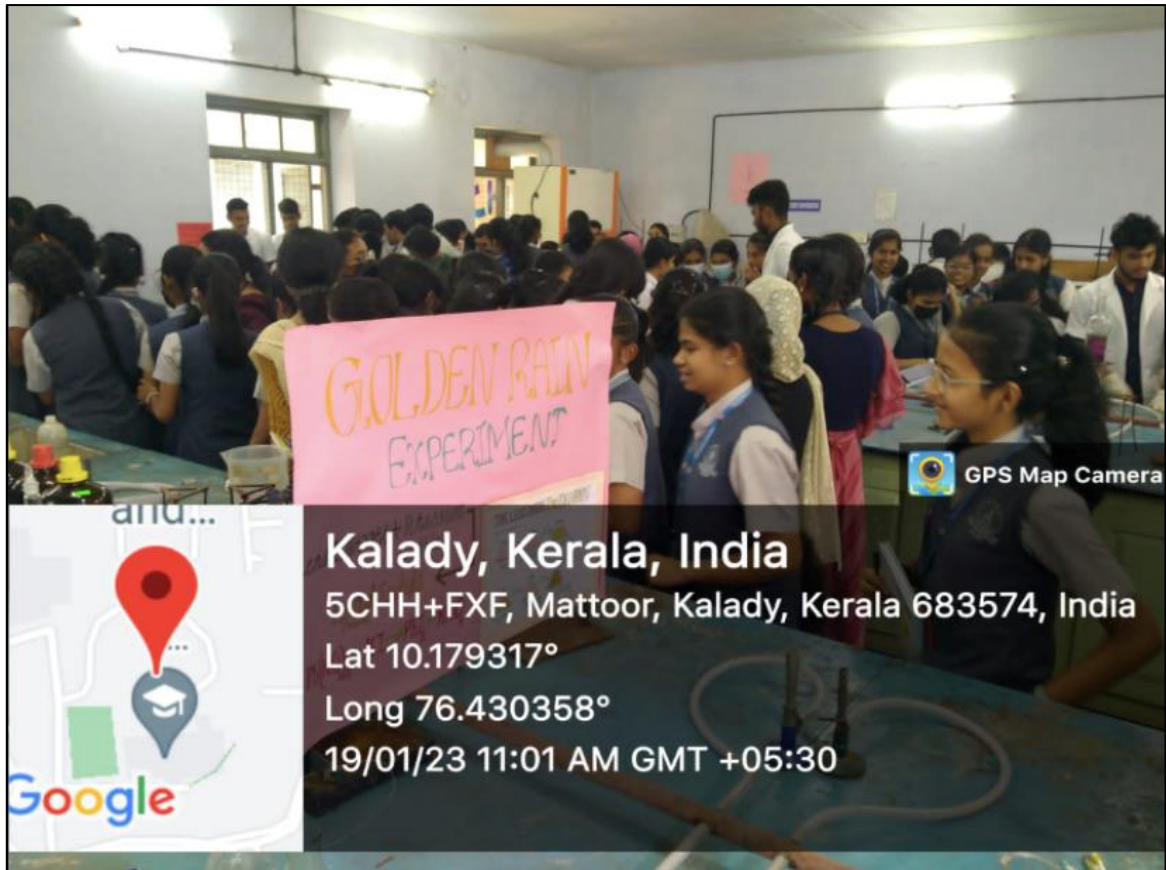 GOLDEN RAIN
EXPERIMENT
GPS Map Camera
and...
...
Google
Kalady, Kerala, India
5CHH+FXF, Mattoor, Kalady, Kerala 683574, India
Lat 10.179317°
Long 76.430358°
19/01/23 11:01 AM GMT +05:30